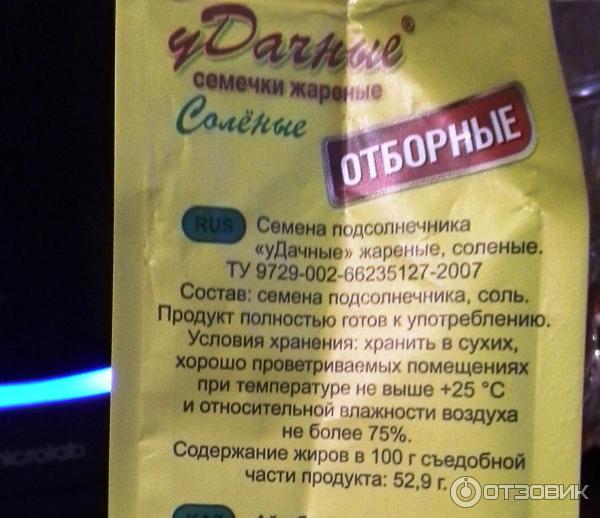 уДачные®
семечки жареные
Солёные
ОТБОРНЫЕ
RUS Семена подсолнечника
«уДачные» жареные, соленые.
ТУ 9729-002-66235127-2007
Состав: семена подсолнечника, соль.
Продукт полностью готов к употреблению.
Условия хранения: хранить в сухих,
хорошо проветриваемых помещениях
при температуре не выше +25 °С
и относительной влажности воздуха
не более 75%.
Содержание жиров в 100 г съедобной
части продукта: 52,9 г.
microlab
ОТЗОВИК